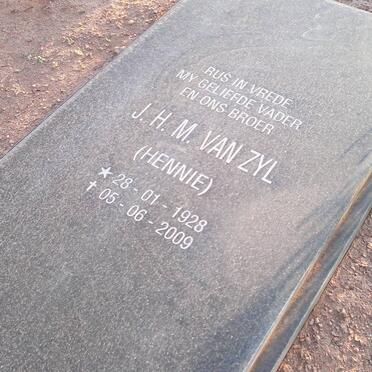 RUS IN VREDE
MY GELIEFDE VADER
EN ONS BROER
J. H. M. VAN ZYL
(HENNIE)
★ 28 - 01 - 1928
✝ 05 - 06 - 2009